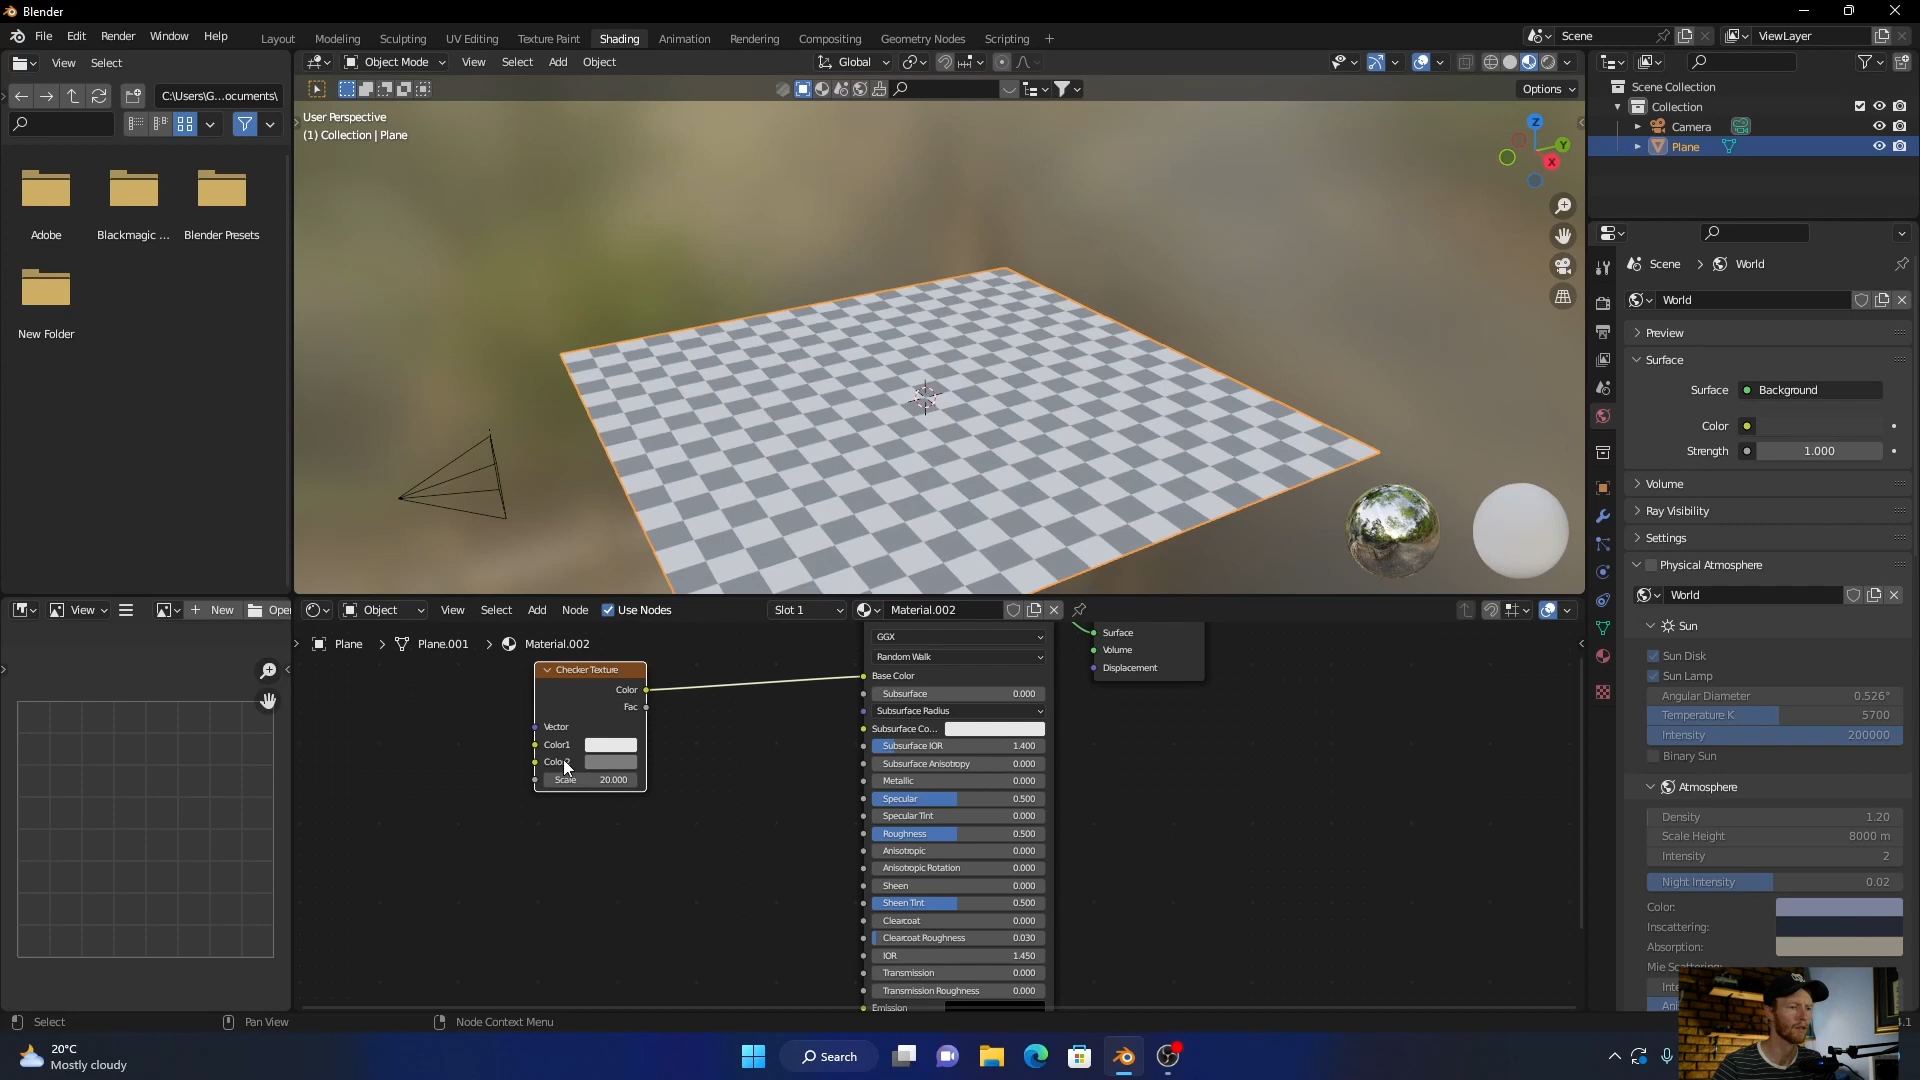 Blender
File Edit Render Window Help
Layout Modeling Sculpting UV Editing Texture Paint Shading Animation Rendering Compositing Geometry Nodes Scripting +
Scene
ViewLayer
View Select
Object Mode View Select Add Object
Global
C:\Users\G...ocuments\
Options
User Perspective
(1) Collection | Plane
Z
Y
X
Adobe
Blackmagic ...
Blender Presets
New Folder
Scene Collection
Collection
Camera
Plane
Scene > World
World
Preview
Surface
Surface Background
Color
Strength 1.000
Volume
Ray Visibility
Settings
Physical Atmosphere
World
Sun
Sun Disk
Sun Lamp
Angular Diameter 0.526°
Temperature K 5700
Intensity 200000
Binary Sun
Atmosphere
Density 1.20
Scale Height 8000 m
Intensity 2
Night Intensity 0.02
Color:
Inscattering:
Absorption:
View + New
Object View Select Add Node Use Nodes Slot 1 Material.002
Plane > Plane.001 > Material.002
Checker Texture
Color
Fac
Vector
Color1
Scale 20.000
GGX
Random Walk
Base Color
Subsurface 0.000
Subsurface Radius
Subsurface Co...
Subsurface IOR 1.400
Subsurface Anisotropy 0.000
Metallic 0.000
Specular 0.500
Specular Tint 0.000
Roughness 0.500
Anisotropic 0.000
Anisotropic Rotation 0.000
Sheen 0.000
Sheen Tint 0.500
Clearcoat 0.000
Clearcoat Roughness 0.030
IOR 1.450
Transmission 0.000
Transmission Roughness 0.000
Emission
Surface
Volume
Displacement
Select
Pan View
Node Context Menu
20°C
Mostly cloudy
Search